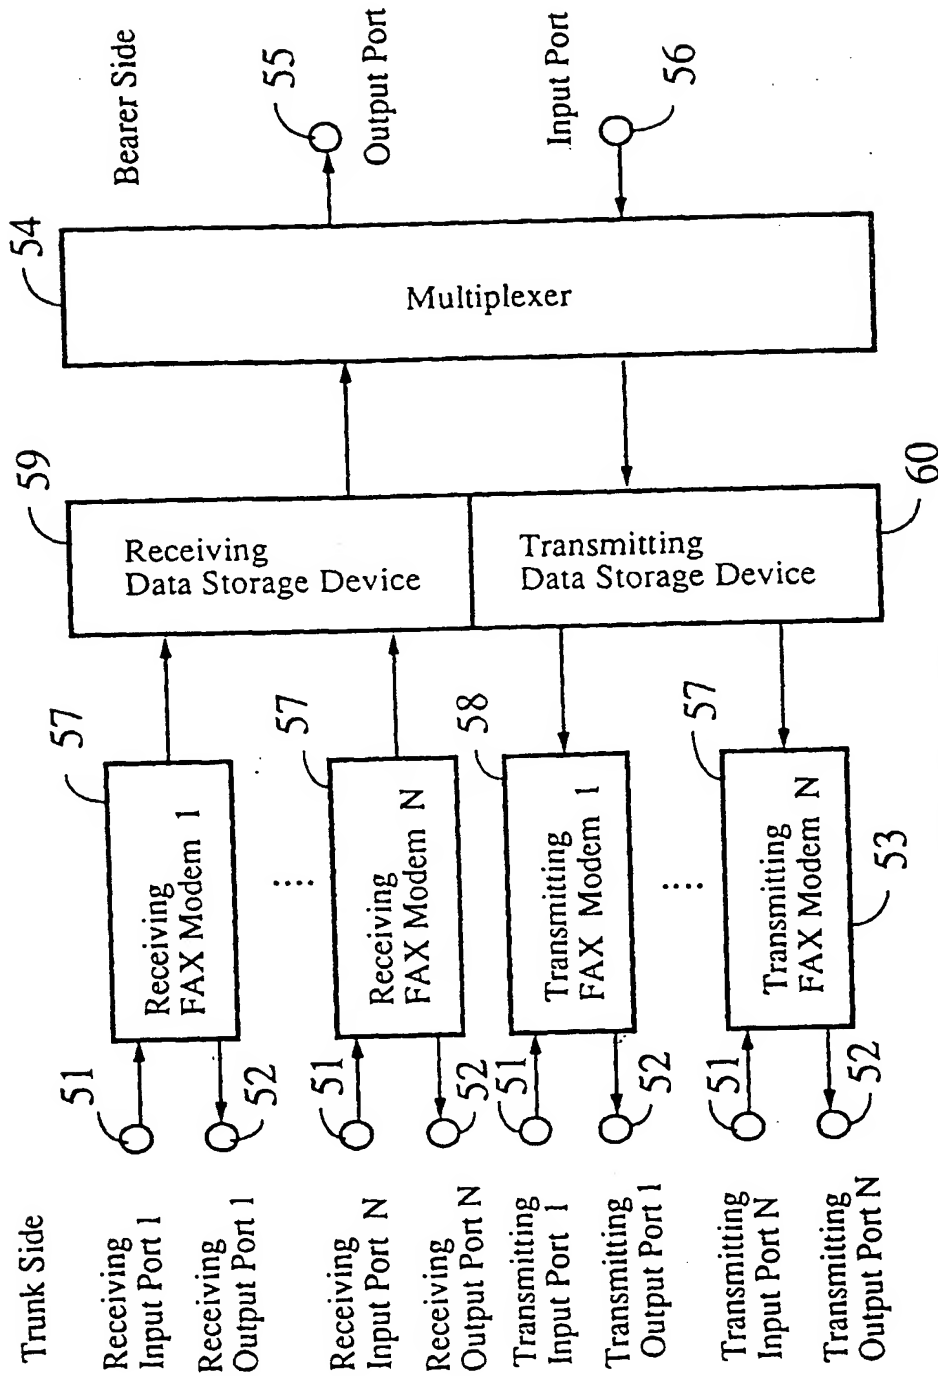 Trunk Side
Bearer Side
Receiving
Input Port 1
51
Receiving
Output Port 1
52
57
Receiving
FAX Modem 1
....
Receiving
Input Port N
51
Receiving
Output Port N
52
57
Receiving
FAX Modem N
Transmitting
Input Port 1
51
Transmitting
Output Port 1
52
58
Transmitting
FAX Modem 1
....
Transmitting
Input Port N
51
Transmitting
Output Port N
52
57
Transmitting
FAX Modem N
53
59
Receiving
Data Storage Device
Transmitting
Data Storage Device
60
54
Multiplexer
55
Output Port
Input Port
56